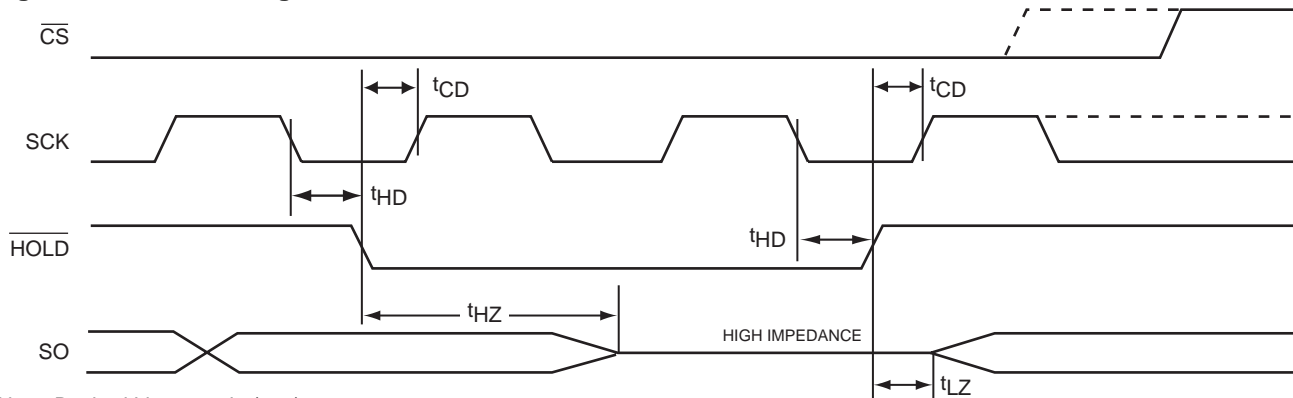 CS
tCD
tCD
SCK
tHD
HOLD
tHD
tHZ
HIGH IMPEDANCE
SO
tLZ